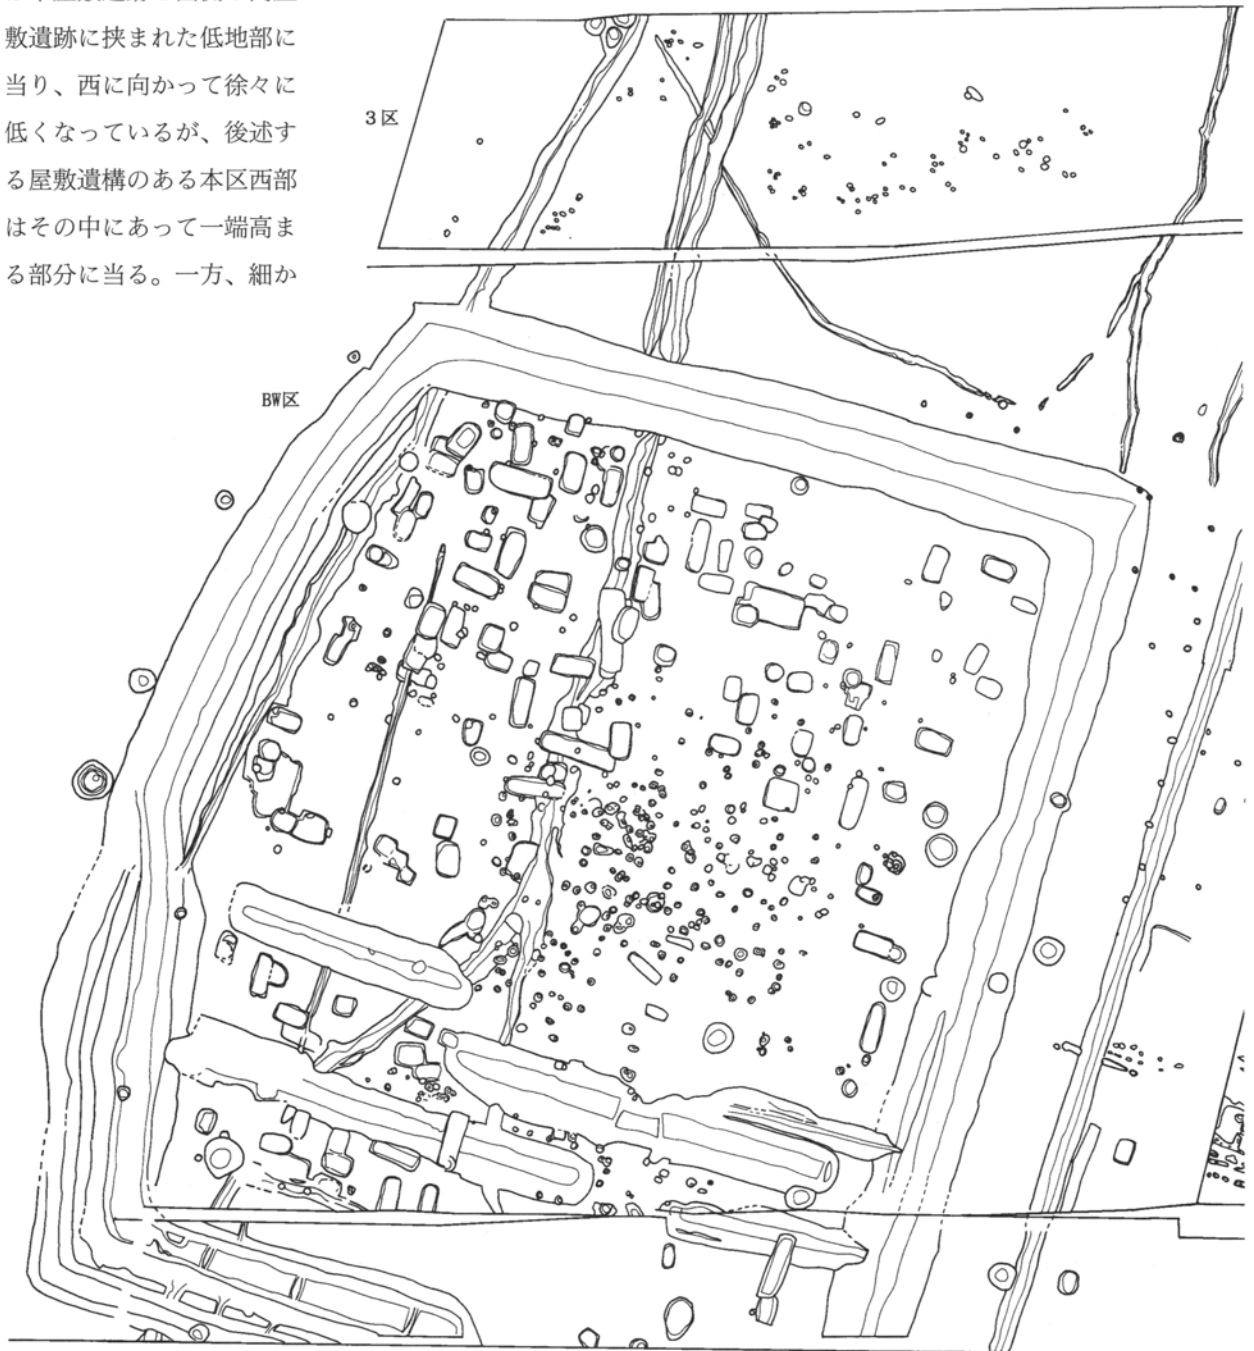 敷遺跡に挟まれた低地部に
当り、西に向かって徐々に
低くなっているが、後述す
る屋敷遺構のある本区西部
はその中にあって一端高ま
る部分に当る。一方、細か
3区
BW区